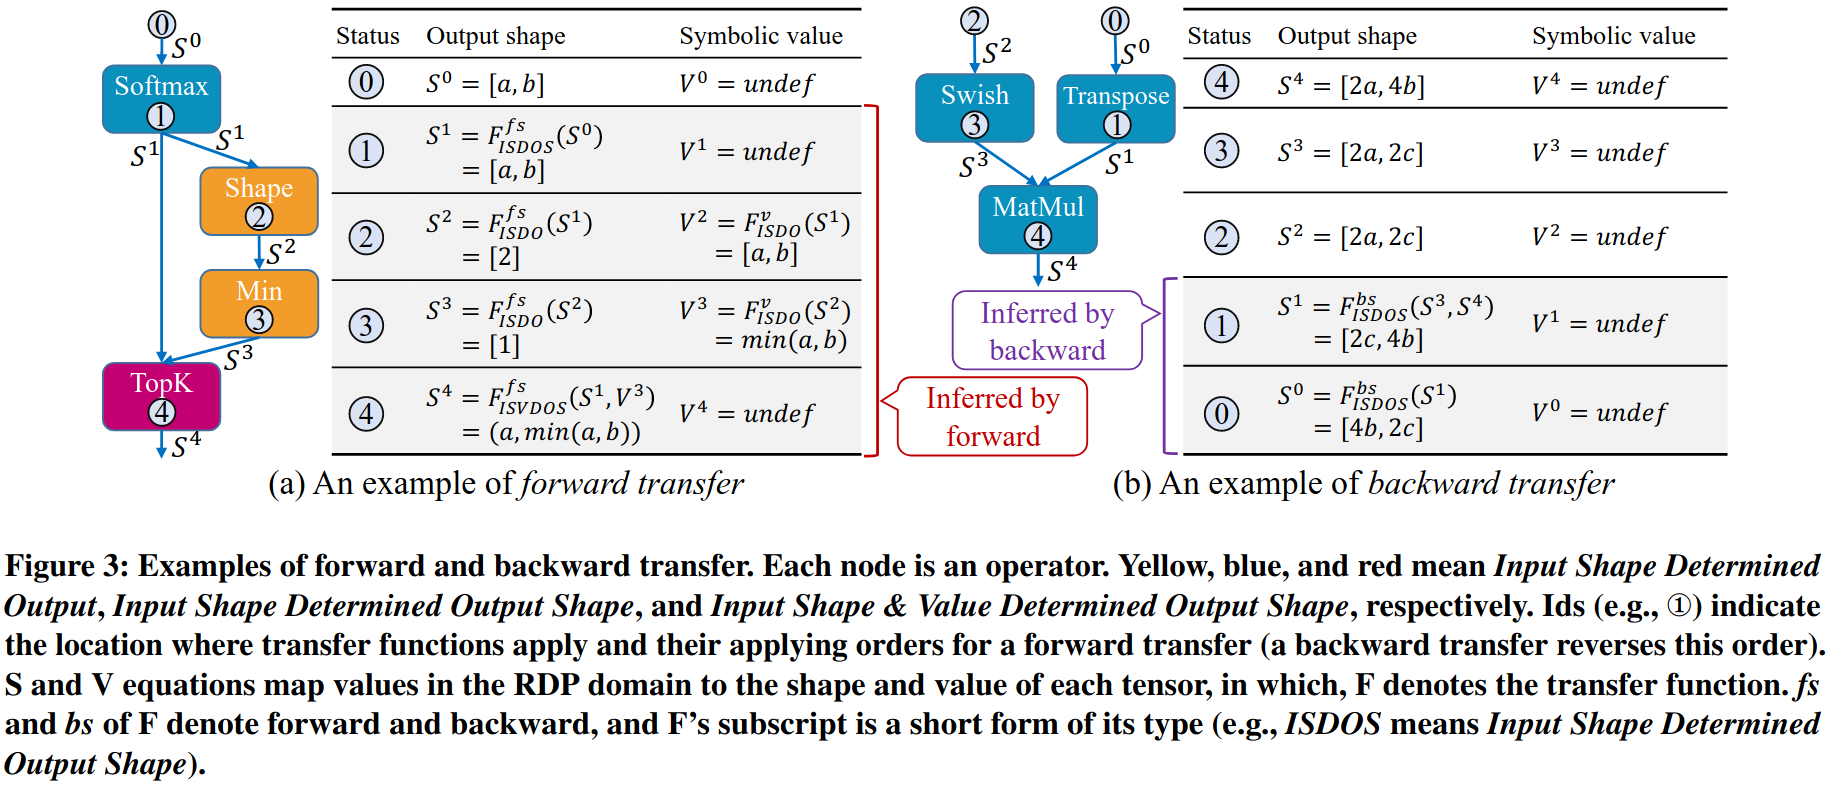 0
S^0
Softmax
1
S^1
S^1
Shape
2
S^2
Min
3
S^3
TopK
4
S^4
Status Output shape Symbolic value
0 S^0 = [a, b] V^0 = undef
1 S^1 = F_{ISDOS}^{fs}(S^0) = [a, b] V^1 = undef
2 S^2 = F_{ISDO}^{fs}(S^1) = [2] V^2 = F_{ISDO}^{v}(S^1) = [a, b]
3 S^3 = F_{ISDO}^{fs}(S^2) = [1] V^3 = F_{ISDO}^{v}(S^2) = min(a, b)
4 S^4 = F_{ISVDOS}^{fs}(S^1, V^3) = (a, min(a, b)) V^4 = undef
Inferred by
forward
(a) An example of forward transfer
2
S^2
0
S^0
Swish
3
Transpose
1
S^3
S^1
MatMul
4
S^4
Inferred by
backward
Status Output shape Symbolic value
4 S^4 = [2a, 4b] V^4 = undef
3 S^3 = [2a, 2c] V^3 = undef
2 S^2 = [2a, 2c] V^2 = undef
1 S^1 = F_{ISDOS}^{bs}(S^3, S^4) = [2c, 4b] V^1 = undef
0 S^0 = F_{ISDOS}^{bs}(S^1) = [4b, 2c] V^0 = undef
(b) An example of backward transfer
Figure 3: Examples of forward and backward transfer. Each node is an operator. Yellow, blue, and red mean Input Shape Determined
Output, Input Shape Determined Output Shape, and Input Shape & Value Determined Output Shape, respectively. Ids (e.g., ①) indicate
the location where transfer functions apply and their applying orders for a forward transfer (a backward transfer reverses this order).
S and V equations map values in the RDP domain to the shape and value of each tensor, in which, F denotes the transfer function. fs
and bs of F denote forward and backward, and F's subscript is a short form of its type (e.g., ISDOS means Input Shape Determined
Output Shape).